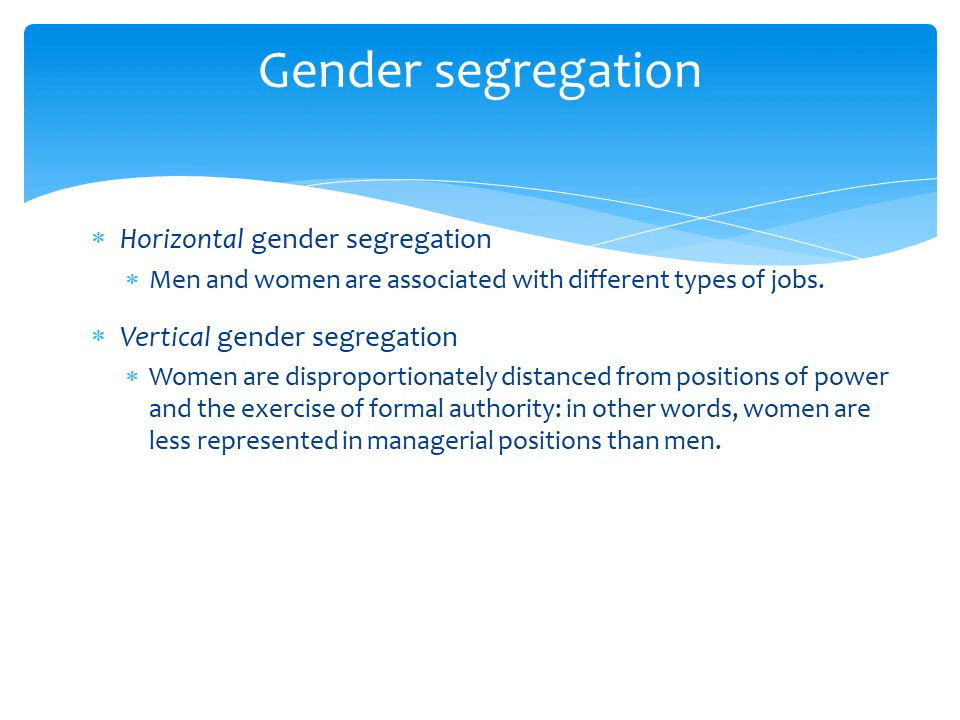 Gender segregation
* Horizontal gender segregation
* Men and women are associated with different types of jobs.
* Vertical gender segregation
* Women are disproportionately distanced from positions of power
and the exercise of formal authority: in other words, women are
less represented in managerial positions than men.